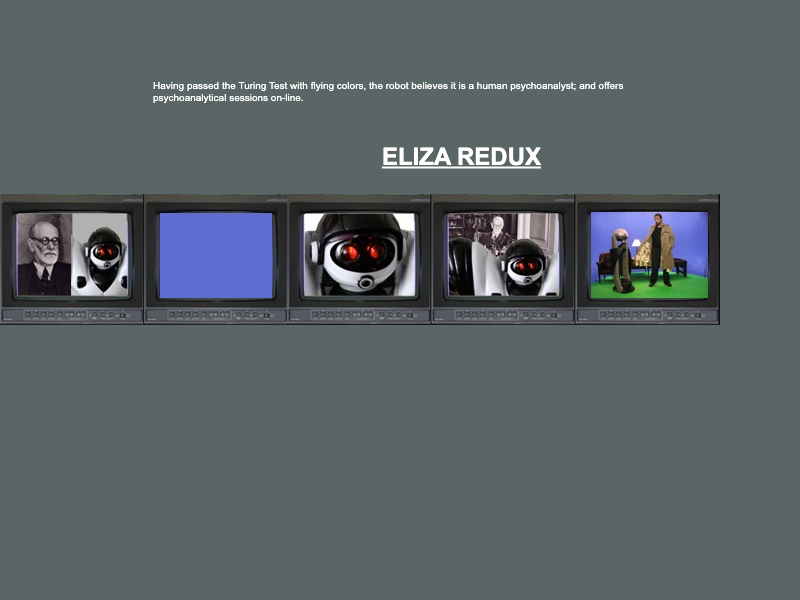 Having passed the Turing Test with flying colors, the robot believes it is a human psychoanalyst; and offers
psychoanalytical sessions on-line.
ELIZA REDUX